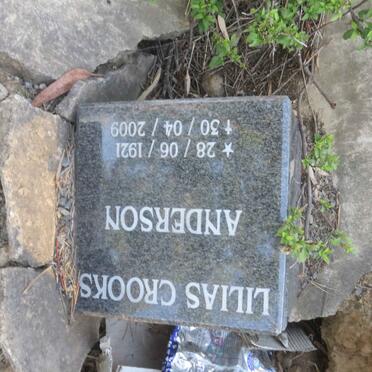 LILIAS CROOKS
ANDERSON
★ 28 / 06 / 1921
✝ 30 / 04 / 2009